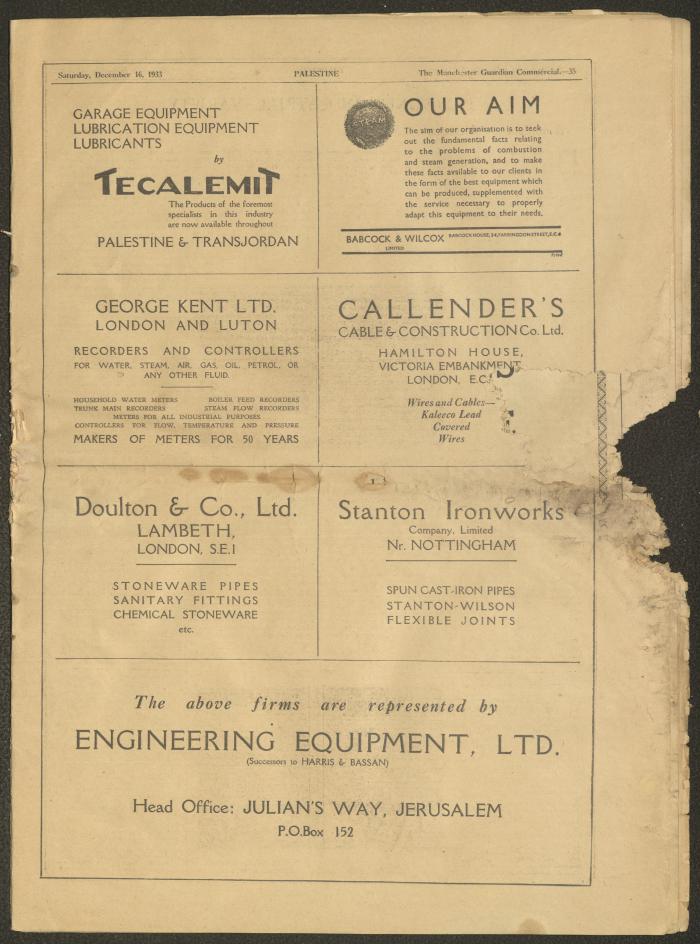 Saturday, December 16, 1933 PALESTINE The Manchester Guardian Commercial.—35
GARAGE EQUIPMENT
LUBRICATION EQUIPMENT
LUBRICANTS
by
TECALEMIT
The Products of the foremost
specialists in this industry
are now available throughout
PALESTINE & TRANSJORDAN
STEAM
OUR AIM
The aim of our organisation is to seek
out the fundamental facts relating
to the problems of combustion
and steam generation, and to make
these facts available to our clients in
the form of the best equipment which
can be produced, supplemented with
the service necessary to properly
adapt this equipment to their needs.
BABCOCK & WILCOX BABCOCK HOUSE, 34, FARRINGDON STREET, E.C.4
LIMITED
GEORGE KENT LTD.
LONDON AND LUTON
RECORDERS AND CONTROLLERS
FOR WATER, STEAM, AIR, GAS, OIL, PETROL, OR
ANY OTHER FLUID.
HOUSEHOLD WATER METERS BOILER FEED RECORDERS
TRUNK MAIN RECORDERS STEAM FLOW RECORDERS
METERS FOR ALL INDUSTRIAL PURPOSES
CONTROLLERS FOR FLOW, TEMPERATURE AND PRESSURE
MAKERS OF METERS FOR 50 YEARS
CALLENDER'S
CABLE & CONSTRUCTION Co. Ltd.
HAMILTON HOUSE,
VICTORIA EMBANKMENT
LONDON, E.C.
Wires and Cables—
Kaleeco Lead
Covered
Wires
Doulton & Co., Ltd.
LAMBETH,
LONDON, S.E.1
STONEWARE PIPES
SANITARY FITTINGS
CHEMICAL STONEWARE
etc.
Stanton Ironworks
Company, Limited
Nr. NOTTINGHAM
SPUN CAST-IRON PIPES
STANTON-WILSON
FLEXIBLE JOINTS
The above firms are represented by
ENGINEERING EQUIPMENT, LTD.
(Successors to HARRIS & BASSAN)
Head Office: JULIAN'S WAY, JERUSALEM
P.O.Box 152